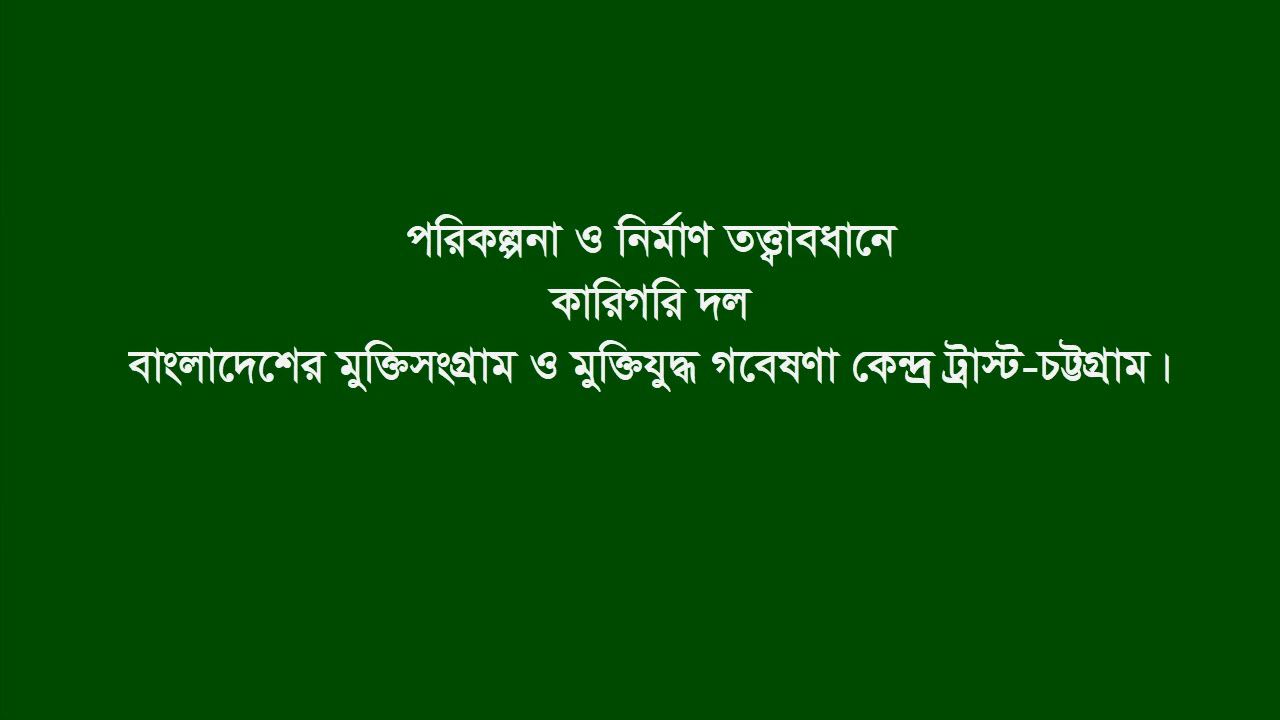 পরিকল্পনা ও নির্মাণ তত্ত্বাবধানে
কারিগরি দল
বাংলাদেশের মুক্তিসংগ্রাম ও মুক্তিযুদ্ধ গবেষণা কেন্দ্র ট্রাস্ট-চট্টগ্রাম।